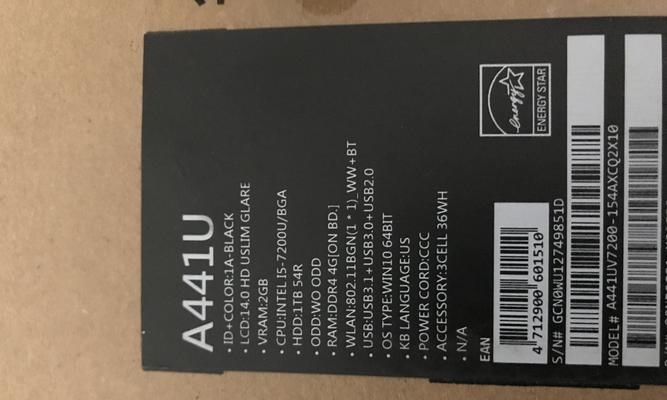 A441U
• ID+COLOR:1A-BLACK
• LCD:14.0 HD USLIM GLARE
• VRAM:2GB
• CPU:INTEL I5-7200U/BGA
• HDD:1TB 54R
• ODD:WO ODD
• RAM:DDR4 4G[ON BD.]
• WLAN:802.11BGN(1*1)_WW+BT
• USB:USB3.1+USB3.0+USB2.0
• OS TYPE:WIN10 64BIT
• KB LANGUAGE:US
• POWER CORD:CCC
• ACCESSORY:3CELL 36WH
• N/A
energy
ENERGY STAR
EAN
4 712900 601510
S/N# GCN0WU12749851D
MODEL# A441UV7200-154AXCQ2X10